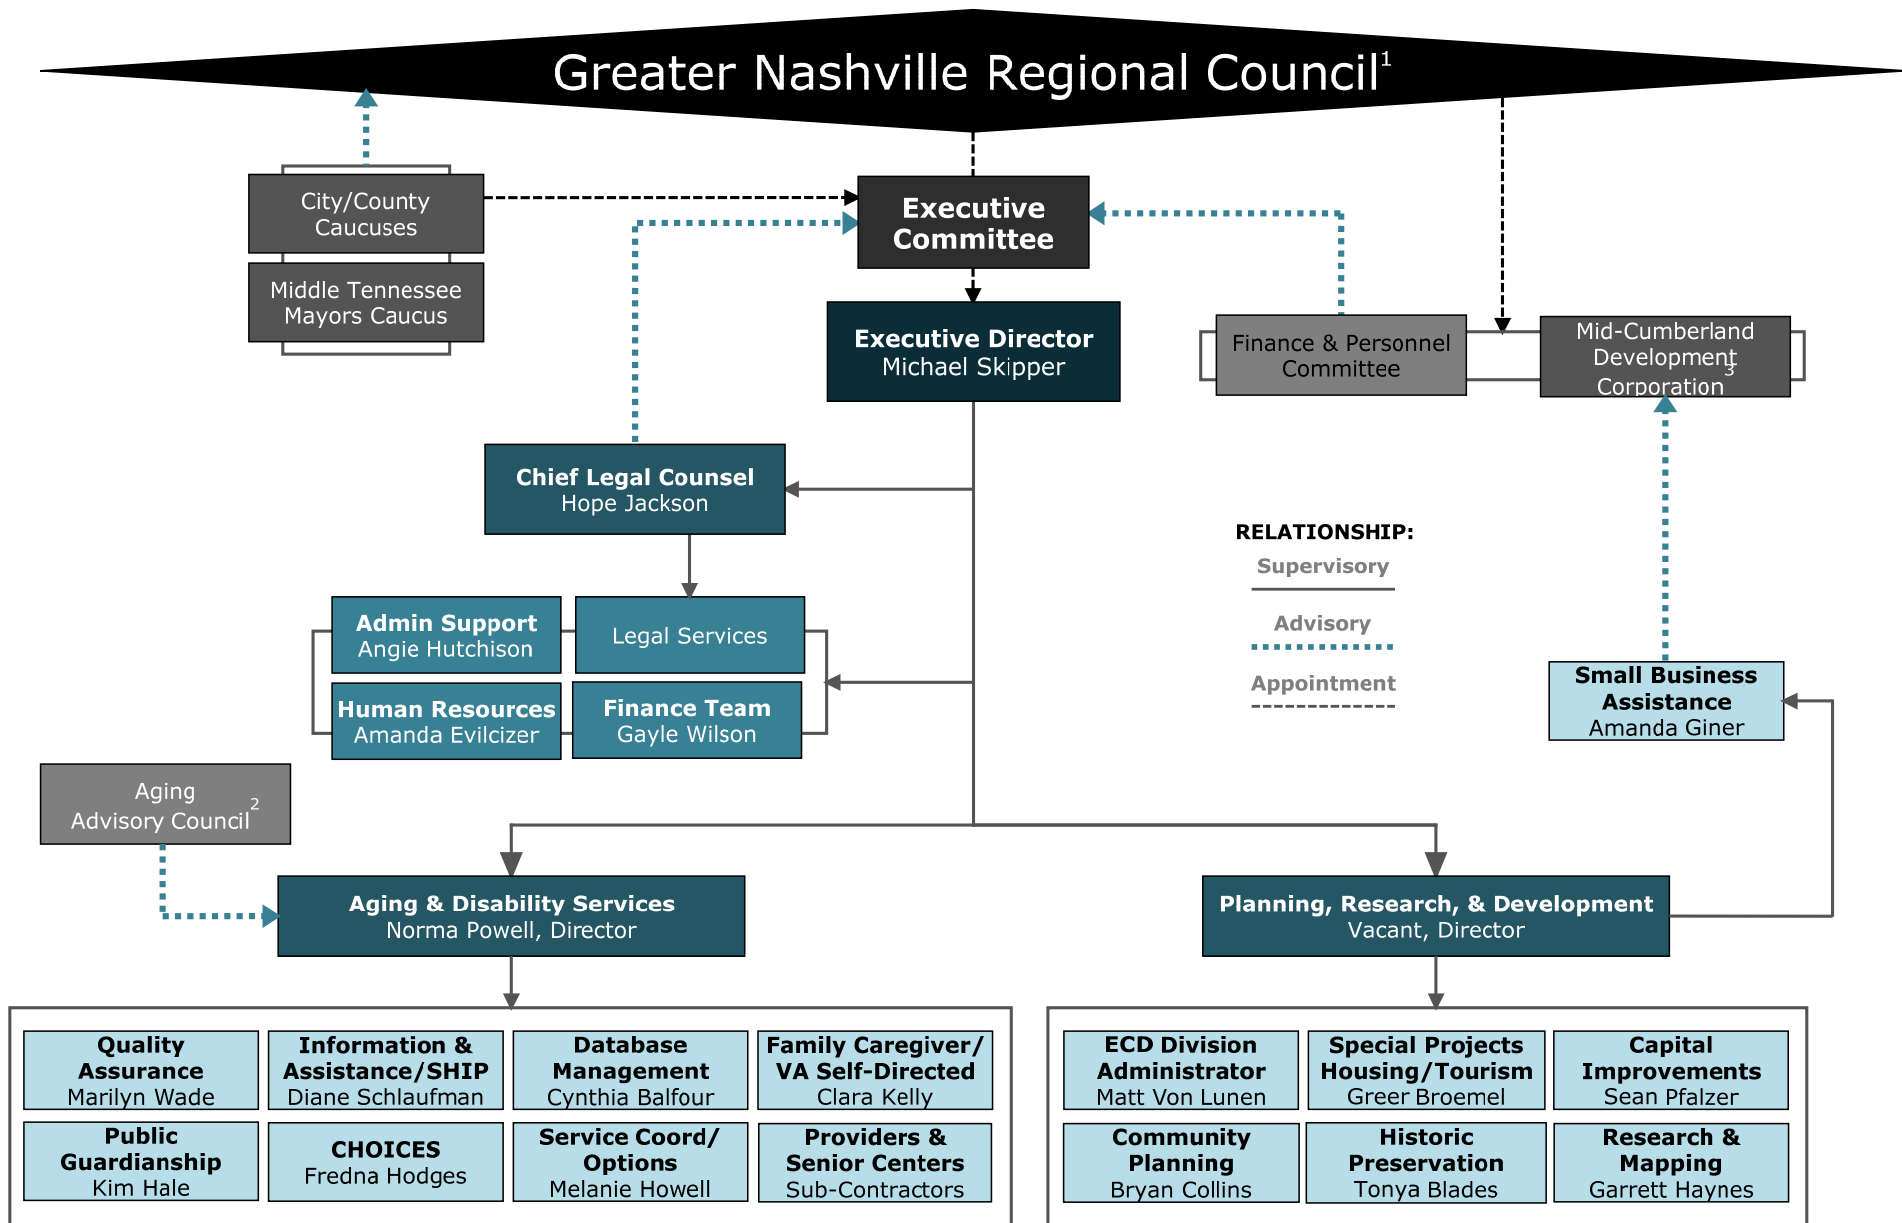 Greater Nashville Regional Council1
City/County
Caucuses
Middle Tennessee
Mayors Caucus
Executive
Committee
Executive Director
Michael Skipper
Finance & Personnel
Committee
Mid-Cumberland
Development
Corporation3
Chief Legal Counsel
Hope Jackson
RELATIONSHIP:
Supervisory
Advisory
Appointment
Admin Support
Angie Hutchison
Legal Services
Human Resources
Amanda Evilcizer
Finance Team
Gayle Wilson
Small Business
Assistance
Amanda Giner
Aging
Advisory Council2
Aging & Disability Services
Norma Powell, Director
Planning, Research, & Development
Vacant, Director
Quality
Assurance
Marilyn Wade
Information &
Assistance/SHIP
Diane Schlaufman
Database
Management
Cynthia Balfour
Family Caregiver/
VA Self-Directed
Clara Kelly
Public
Guardianship
Kim Hale
CHOICES
Fredna Hodges
Service Coord/
Options
Melanie Howell
Providers &
Senior Centers
Sub-Contractors
ECD Division
Administrator
Matt Von Lunen
Special Projects
Housing/Tourism
Greer Broemel
Capital
Improvements
Sean Pfalzer
Community
Planning
Bryan Collins
Historic
Preservation
Tonya Blades
Research &
Mapping
Garrett Haynes